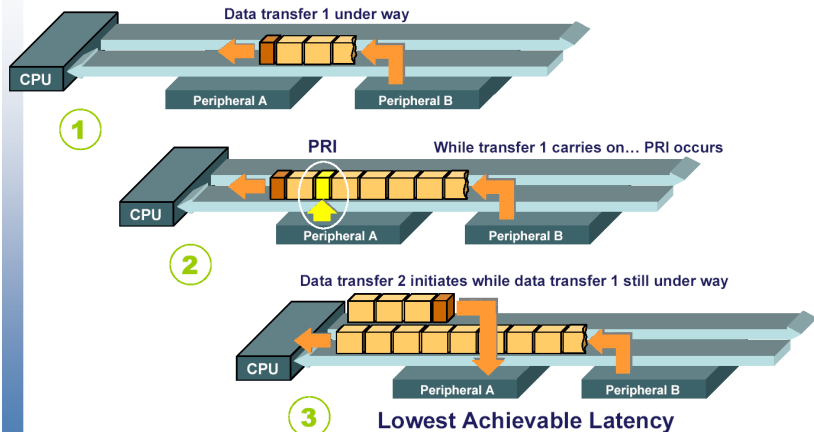 Data transfer 1 under way
CPU
Peripheral A
Peripheral B
1
PRI
While transfer 1 carries on... PRI occurs
CPU
Peripheral A
Peripheral B
2
Data transfer 2 initiates while data transfer 1 still under way
CPU
Peripheral A
Peripheral B
3
Lowest Achievable Latency